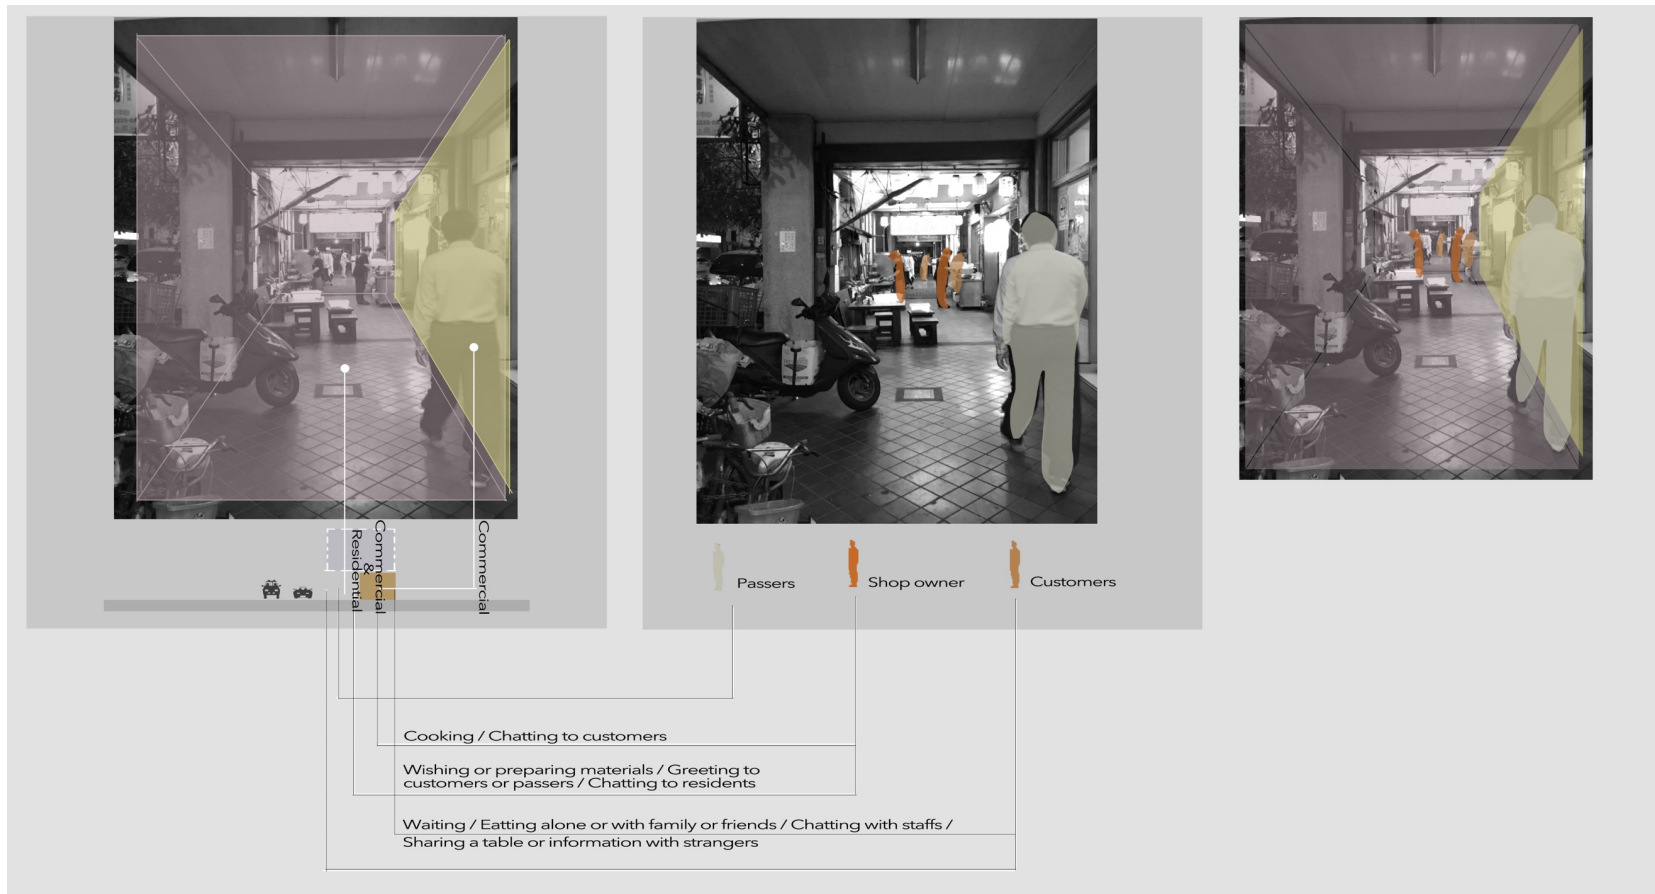 Commercial
&
Residential
Commercial
Passers
Shop owner
Customers
Cooking / Chatting to customers
Wishing or preparing materials / Greeting to
customers or passers / Chatting to residents
Waiting / Eatting alone or with family or friends / Chatting with staffs /
Sharing a table or information with strangers